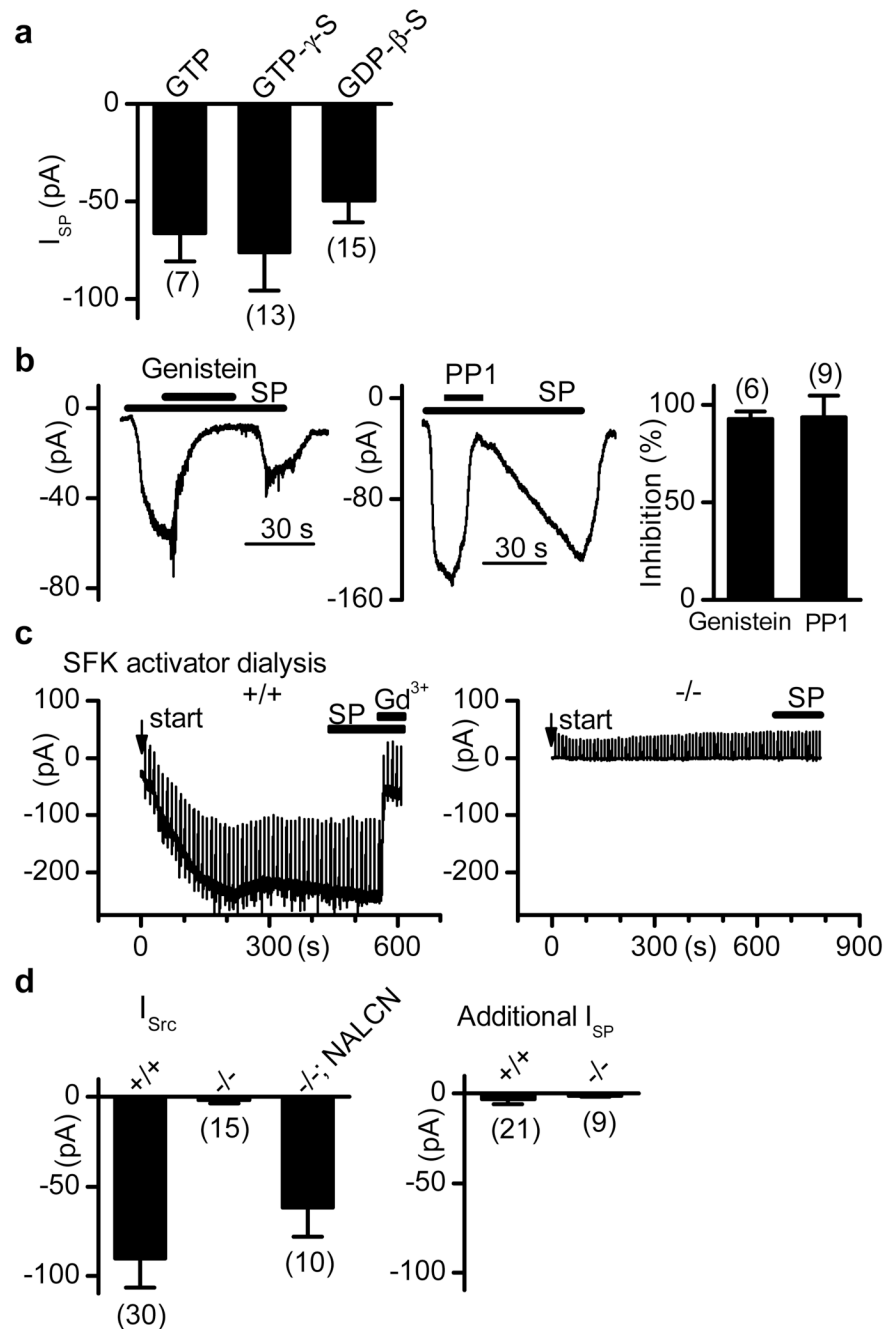 a
GTP
GTP-γ-S
GDP-β-S
0
-50
-100
I_SP (pA)
(7)
(13)
(15)
b
Genistein
SP
0
-40
-80
(pA)
30 s
PP1
SP
0
-80
-160
(pA)
30 s
(6)
(9)
100
50
0
Inhibition (%)
Genistein
PP1
c
SFK activator dialysis
+/+
Gd³⁺
SP
start
100
0
-100
-200
(pA)
0
300 (s)
600
-/-
SP
start
100
0
-100
-200
(pA)
0
300 (s)
600
900
d
I_Src
+/+
-/-
-/-; NALCN
0
-50
-100
(pA)
(30)
(15)
(10)
Additional I_SP
+/+
-/-
0
-50
-100
(pA)
(21)
(9)